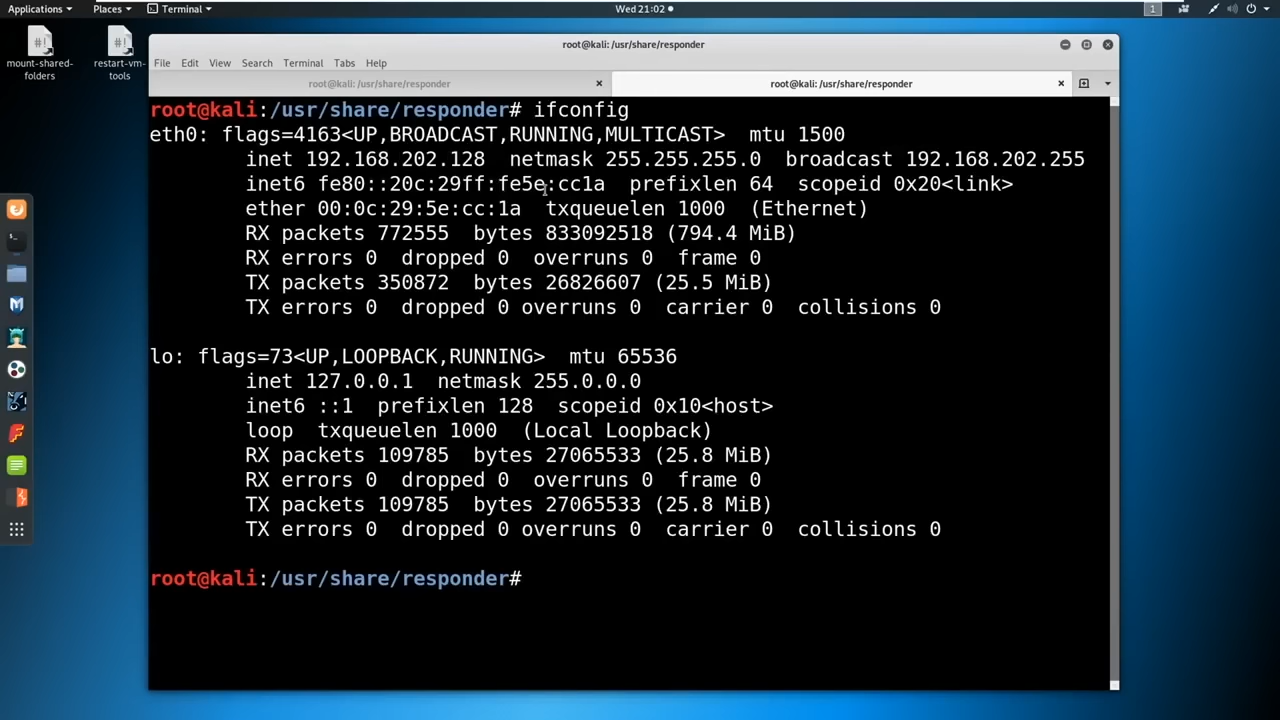 Applications Places Terminal Wed 21:02 1
mount-shared-folders
restart-vm-tools
root@kali: /usr/share/responder
File Edit View Search Terminal Tabs Help
root@kali: /usr/share/responder root@kali: /usr/share/responder
root@kali:/usr/share/responder# ifconfig
eth0: flags=4163<UP,BROADCAST,RUNNING,MULTICAST> mtu 1500
inet 192.168.202.128 netmask 255.255.255.0 broadcast 192.168.202.255
inet6 fe80::20c:29ff:fe5e:cc1a prefixlen 64 scopeid 0x20<link>
ether 00:0c:29:5e:cc:1a txqueuelen 1000 (Ethernet)
RX packets 772555 bytes 833092518 (794.4 MiB)
RX errors 0 dropped 0 overruns 0 frame 0
TX packets 350872 bytes 26826607 (25.5 MiB)
TX errors 0 dropped 0 overruns 0 carrier 0 collisions 0
lo: flags=73<UP,LOOPBACK,RUNNING> mtu 65536
inet 127.0.0.1 netmask 255.0.0.0
inet6 ::1 prefixlen 128 scopeid 0x10<host>
loop txqueuelen 1000 (Local Loopback)
RX packets 109785 bytes 27065533 (25.8 MiB)
RX errors 0 dropped 0 overruns 0 frame 0
TX packets 109785 bytes 27065533 (25.8 MiB)
TX errors 0 dropped 0 overruns 0 carrier 0 collisions 0
root@kali:/usr/share/responder#